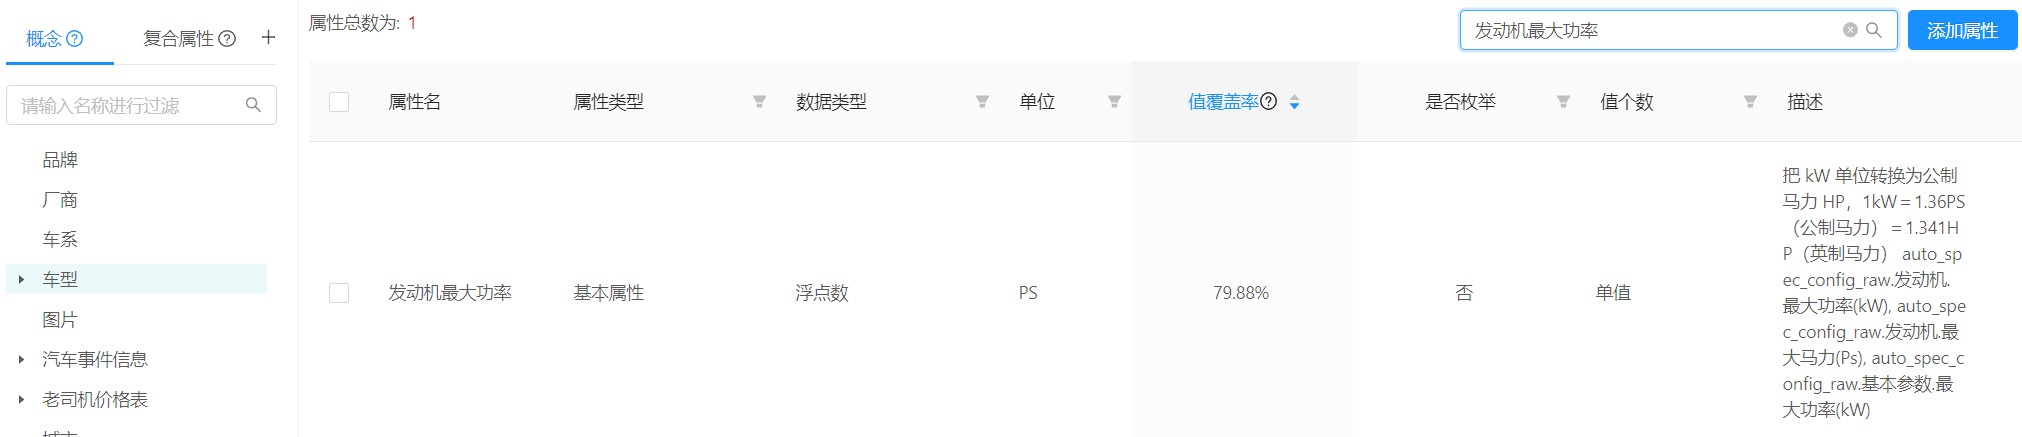 概念
复合属性
请输入名称进行过滤
品牌
厂商
车系
车型
图片
汽车事件信息
老司机价格表
属性总数为: 1
发动机最大功率
添加属性
属性名 属性类型 数据类型 单位 值覆盖率 是否枚举 值个数 描述
发动机最大功率 基本属性 浮点数 PS 79.88% 否 单值
把 kW 单位转换为公制
马力 HP，1kW = 1.36PS
（公制马力） = 1.341H
P（英制马力） auto_sp
ec_config_raw.发动机.
最大功率(kW), auto_spe
c_config_raw.发动机.最
大马力(Ps), auto_spec_c
onfig_raw.基本参数.最
大功率(kW)